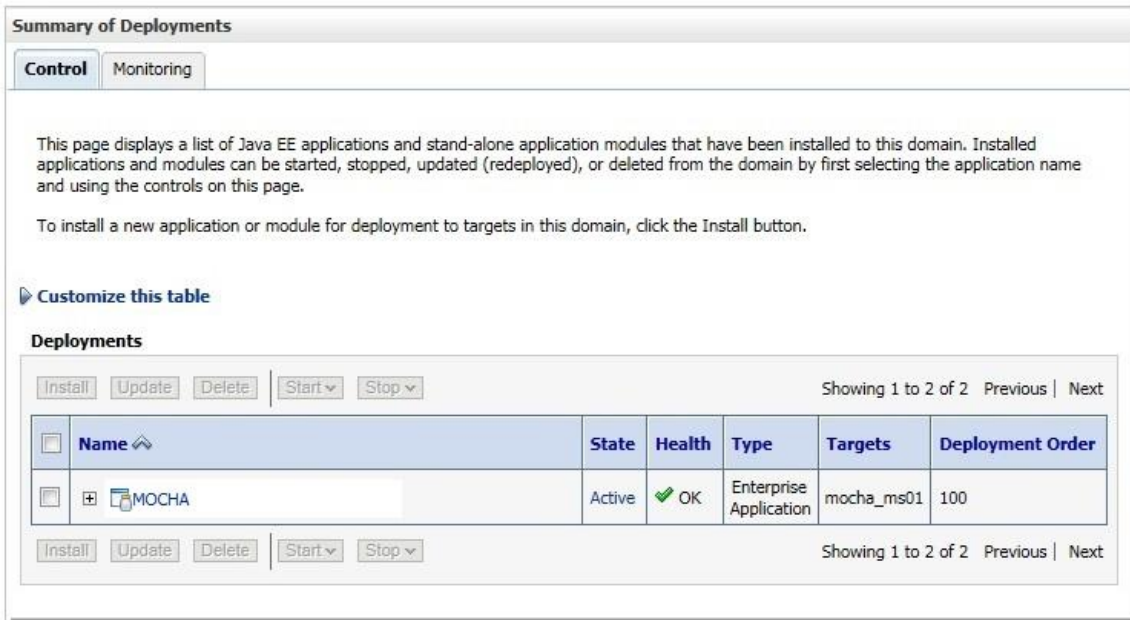 Summary of Deployments
Control Monitoring
This page displays a list of Java EE applications and stand-alone application modules that have been installed to this domain. Installed
applications and modules can be started, stopped, updated (redeployed), or deleted from the domain by first selecting the application name
and using the controls on this page.
To install a new application or module for deployment to targets in this domain, click the Install button.
Customize this table
Deployments
Install Update Delete Start Stop Showing 1 to 2 of 2 Previous | Next
Name State Health Type Targets Deployment Order
MOCHA Active OK Enterprise
Application mocha_ms01 100
Install Update Delete Start Stop Showing 1 to 2 of 2 Previous | Next